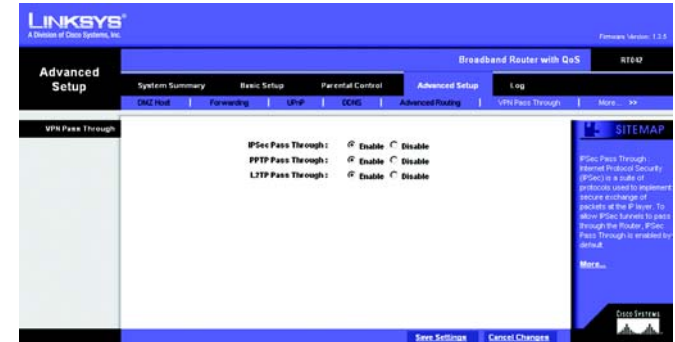 LINKSYS®
A Division of Cisco Systems, Inc.
Firmware Version: 1.3.5
Broadband Router with QoS
RT042
Advanced Setup
System Summary
Basic Setup
Parental Control
Advanced Setup
Log
DMZ Host | Forwarding | UPnP | DDNS | Advanced Routing | VPN Pass Through | More... >>
VPN Pass Through
IPSec Pass Through: Enable Disable
PPTP Pass Through: Enable Disable
L2TP Pass Through: Enable Disable
SITEMAP
IPSec Pass Through :
Internet Protocol Security
(IPSec) is a suite of
protocols used to implement
secure exchange of
packets at the IP layer. To
allow IPSec tunnels to pass
through the Router, IPSec
Pass Through is enabled by
default.
More...
Save Settings
Cancel Changes
CISCO SYSTEMS